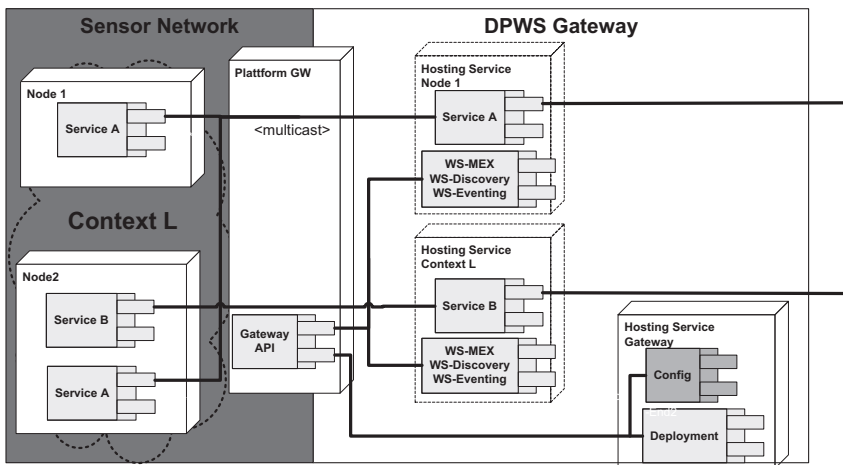 Sensor Network
DPWS Gateway
Node 1
Service A
Plattform GW
<multicast>
Hosting Service
Node 1
Service A
WS-MEX
WS-Discovery
WS-Eventing
Context L
Node2
Service B
Service A
Gateway
API
Hosting Service
Context L
Service B
WS-MEX
WS-Discovery
WS-Eventing
Hosting Service
Gateway
Config
Deployment